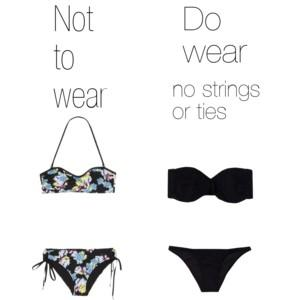 Not
to
wear
Do
wear
no strings
or ties